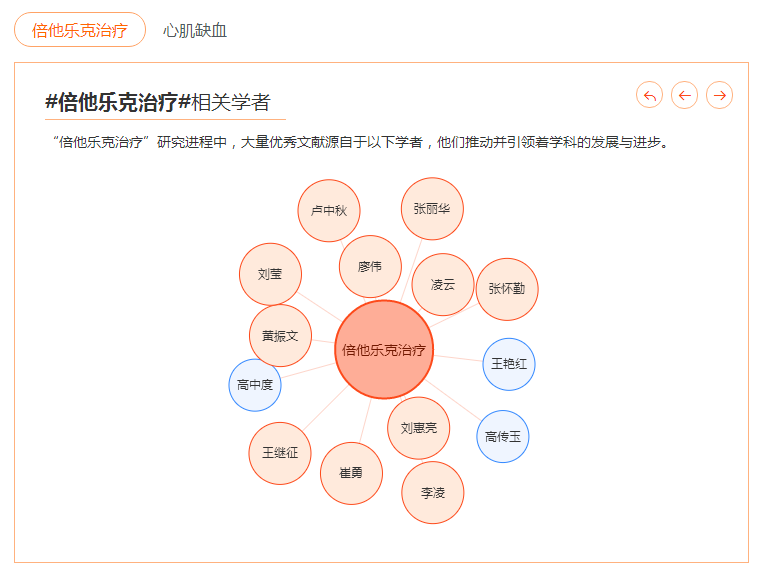 倍他乐克治疗 心肌缺血
#倍他乐克治疗#相关学者
“倍他乐克治疗”研究进程中，大量优秀文献源自于以下学者，他们推动并引领着学科的发展与进步。
卢中秋
张丽华
廖伟
刘莹
凌云
张怀勤
黄振文
倍他乐克治疗
王艳红
高中度
刘惠亮
高传玉
王继征
崔勇
李凌